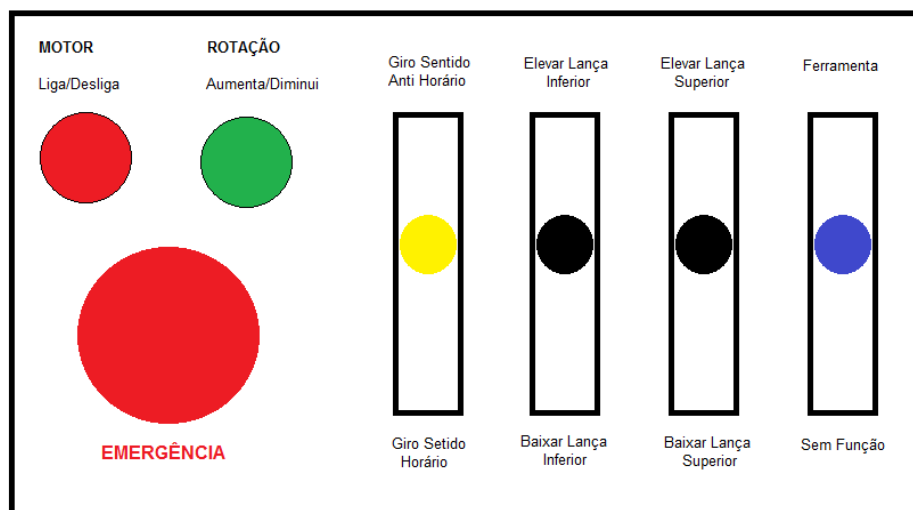 MOTOR
Liga/Desliga
ROTAÇÃO
Aumenta/Diminui
EMERGÊNCIA
Giro Sentido
Anti Horário
Elevar Lança
Inferior
Elevar Lança
Superior
Ferramenta
Giro Setido
Horário
Baixar Lança
Inferior
Baixar Lança
Superior
Sem Função